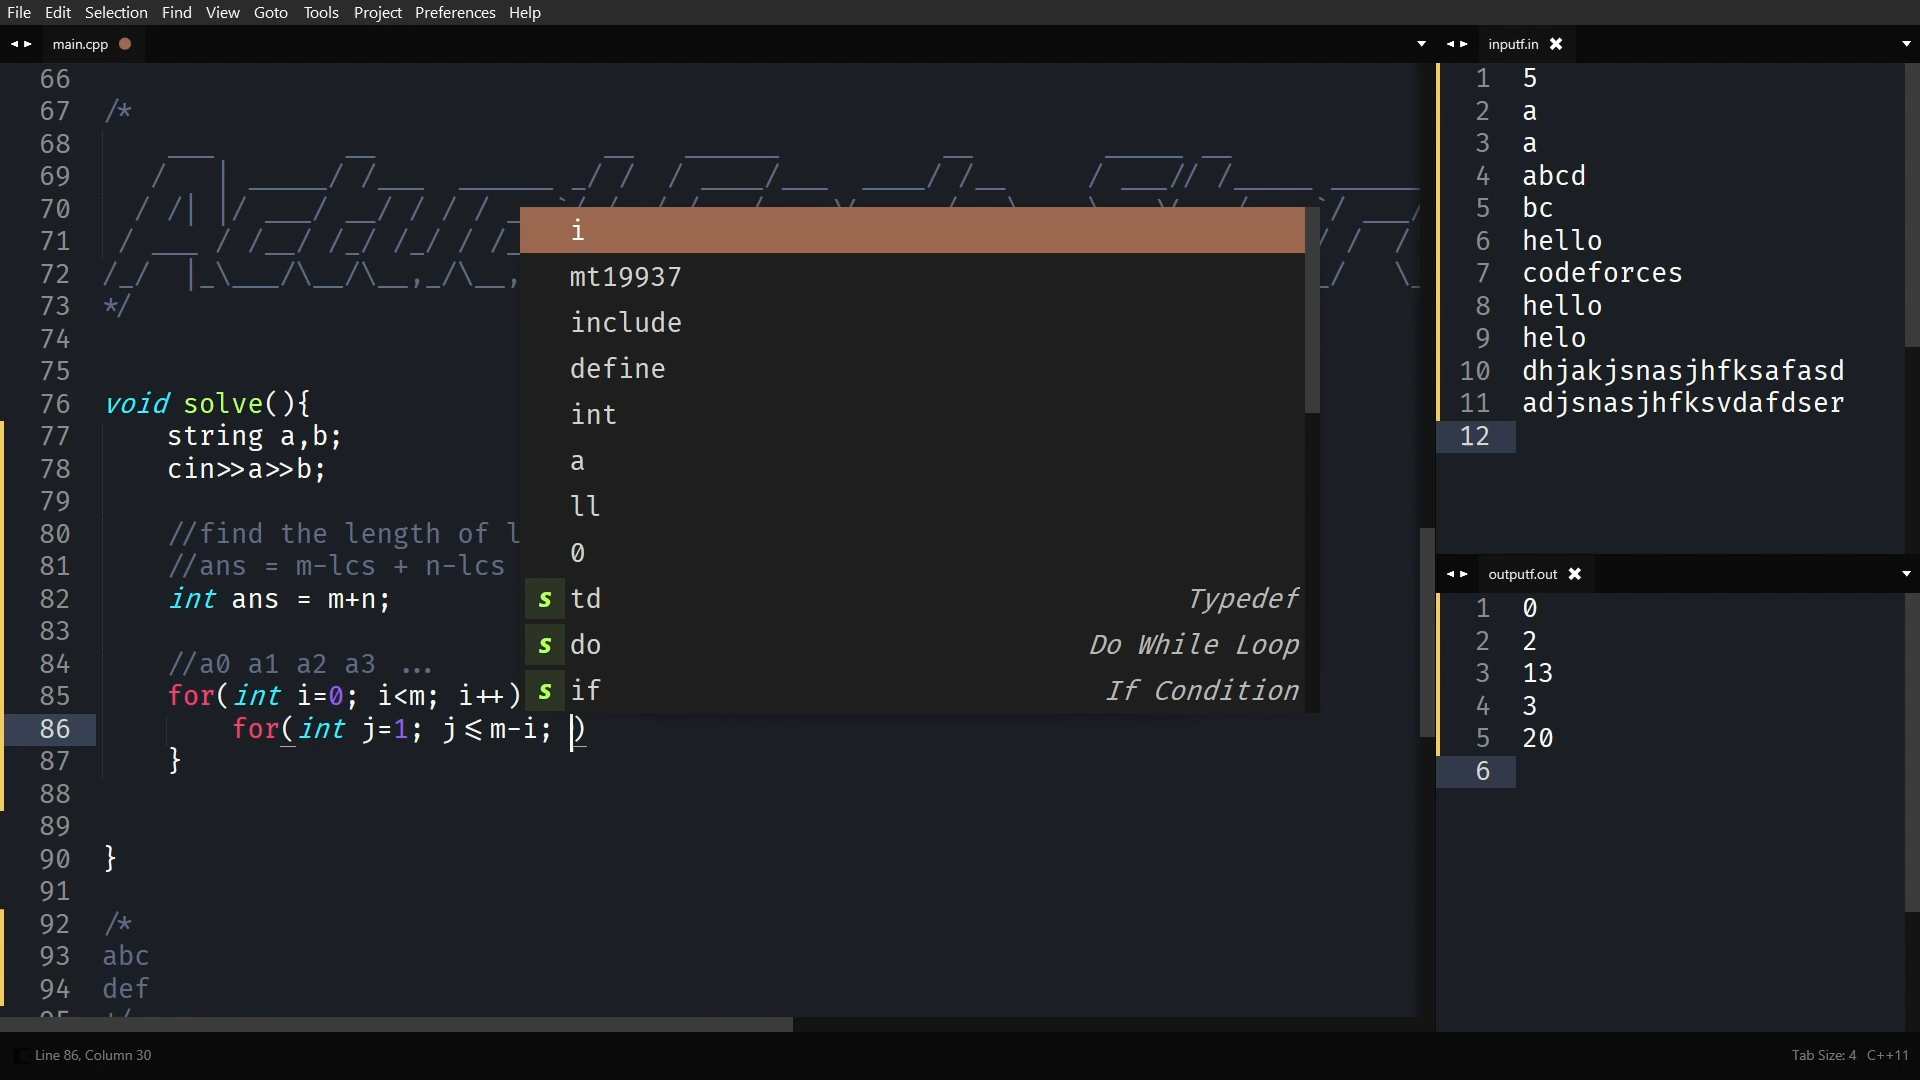 File Edit Selection Find View Goto Tools Project Preferences Help
main.cpp
66
67 /*
68
69
70
71
72
73 */
74
75
76 void solve(){
77 string a,b;
78 cin>>a>>b;
79
80 //find the length of l
81 //ans = m-lcs + n-lcs
82 int ans = m+n;
83
84 //a0 a1 a2 a3 ...
85 for(int i=0; i<m; i++)
86 for(int j=1; j<=m-i; )
87 }
88
89
90 }
91
92 /*
93 abc
94 def
i
mt19937
include
define
int
a
ll
0
s td Typedef
s do Do While Loop
s if If Condition
inputf.in
1 5
2 a
3 a
4 abcd
5 bc
6 hello
7 codeforces
8 hello
9 helo
10 dhjakjsnasjhfksafasd
11 adjsnasjhfksvdafdser
12
outputf.out
1 0
2 2
3 13
4 3
5 20
6
Line 86, Column 30
Tab Size: 4 C++11